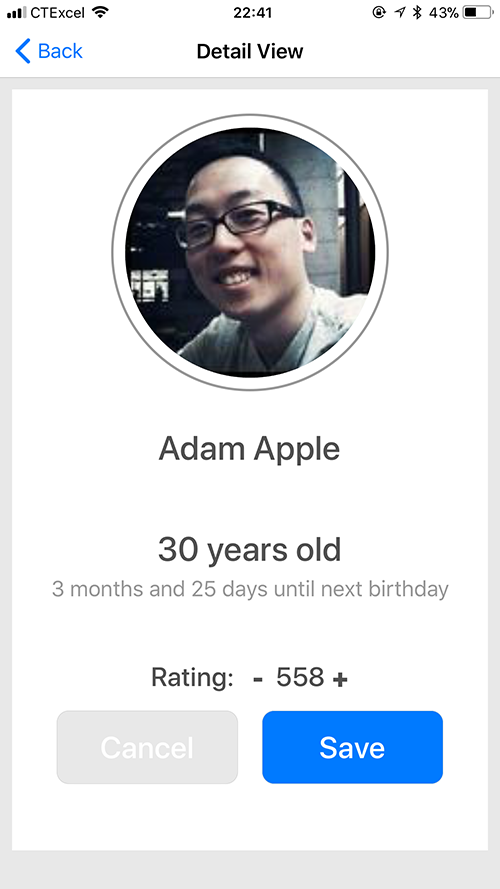 CTExcel 22:41 43%
Back Detail View
Adam Apple
30 years old
3 months and 25 days until next birthday
Rating: - 558 +
Cancel Save